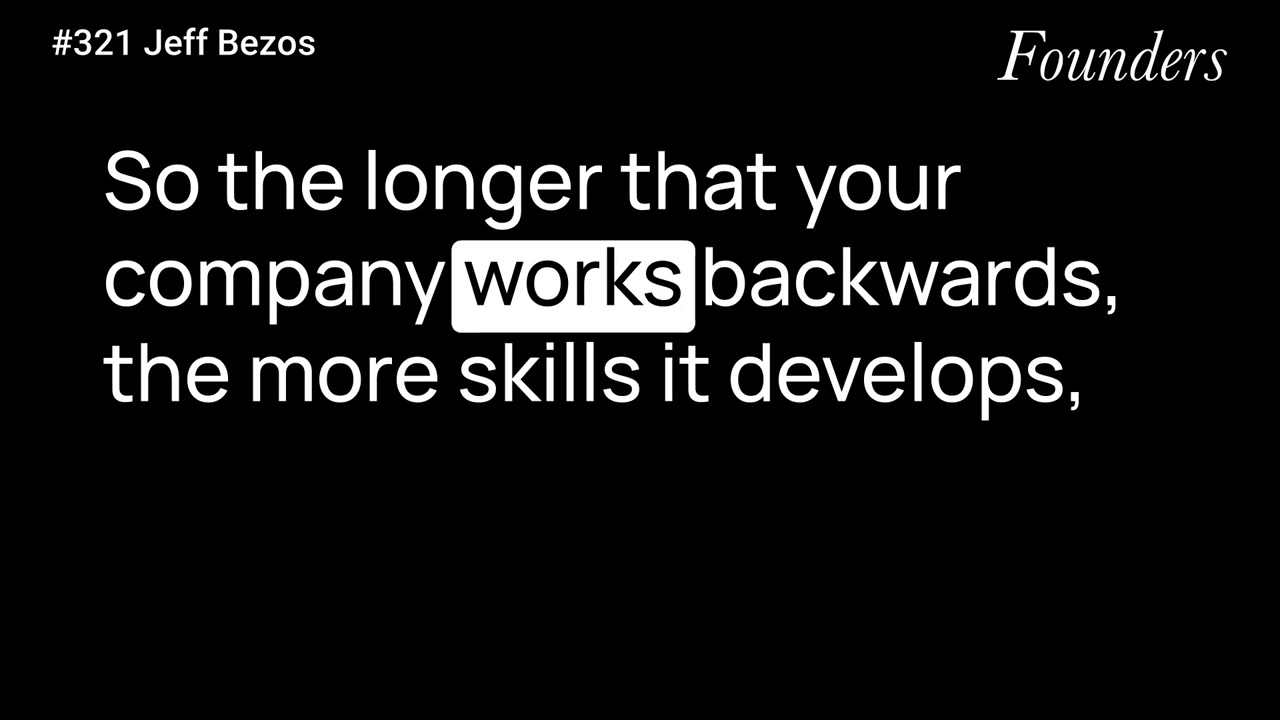 #321 Jeff Bezos
Founders
So the longer that your
company works backwards,
the more skills it develops,